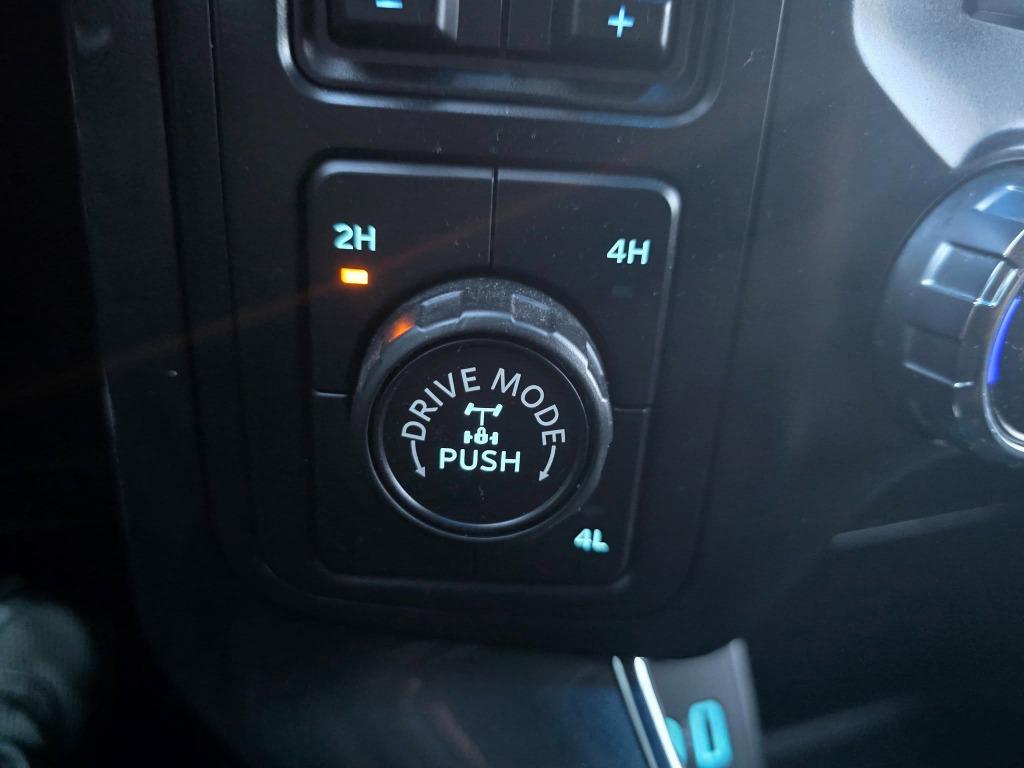 - +
2H
4H
DRIVE MODE
PUSH
4L